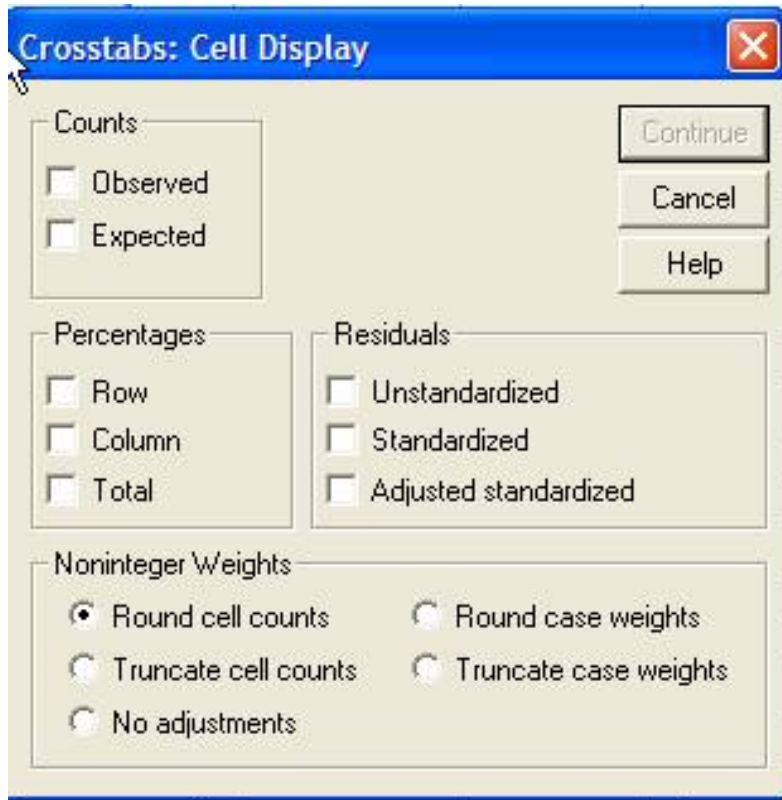 Crosstabs: Cell Display
Counts
Observed
Expected
Continue
Cancel
Help
Percentages
Row
Column
Total
Residuals
Unstandardized
Standardized
Adjusted standardized
Noninteger Weights
Round cell counts
Round case weights
Truncate cell counts
Truncate case weights
No adjustments